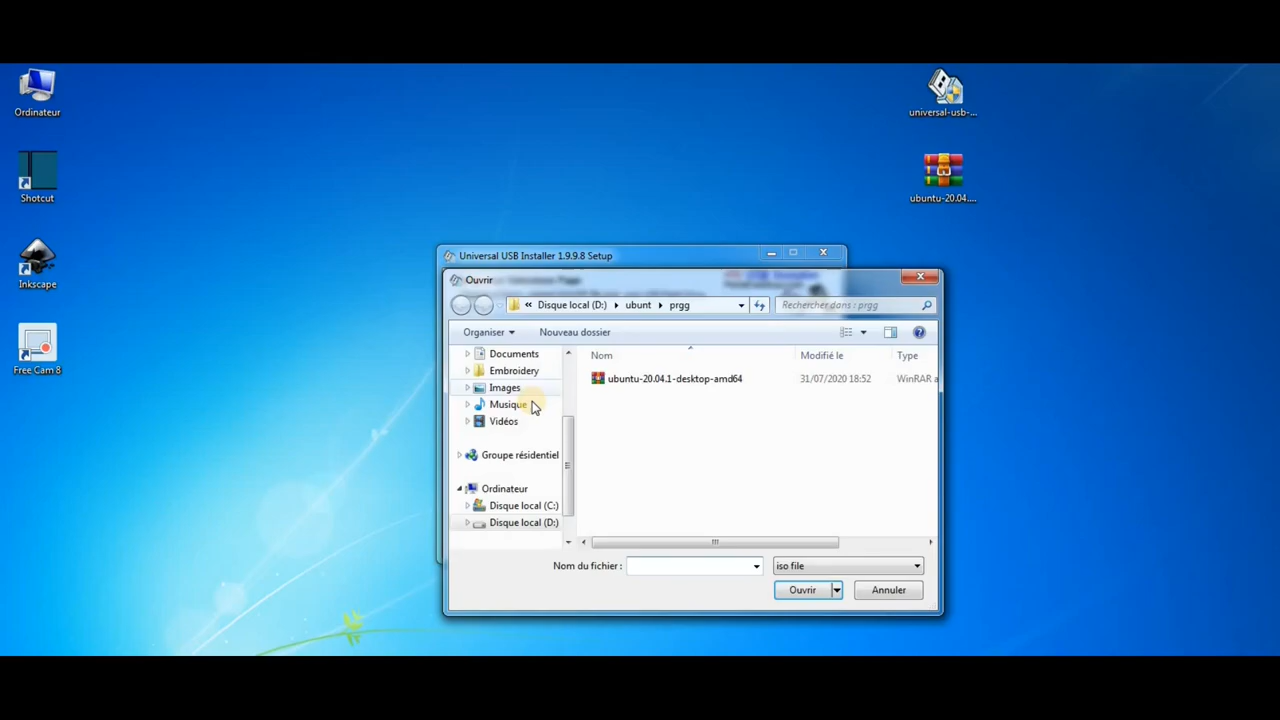 Ordinateur
universal-usb-...
Shotcut
ubuntu-20.04....
Inkscape
Free Cam 8
Universal USB Installer 1.9.9.8 Setup
Ouvrir
« Disque local (D:) ubunt prgg
Rechercher dans : prgg
Organiser
Nouveau dossier
Documents
Embroidery
Images
Musique
Vidéos
Groupe résidentiel
Ordinateur
Disque local (C:)
Disque local (D:)
Nom
Modifié le
Type
ubuntu-20.04.1-desktop-amd64
31/07/2020 18:52
WinRAR a
Nom du fichier :
iso file
Ouvrir
Annuler